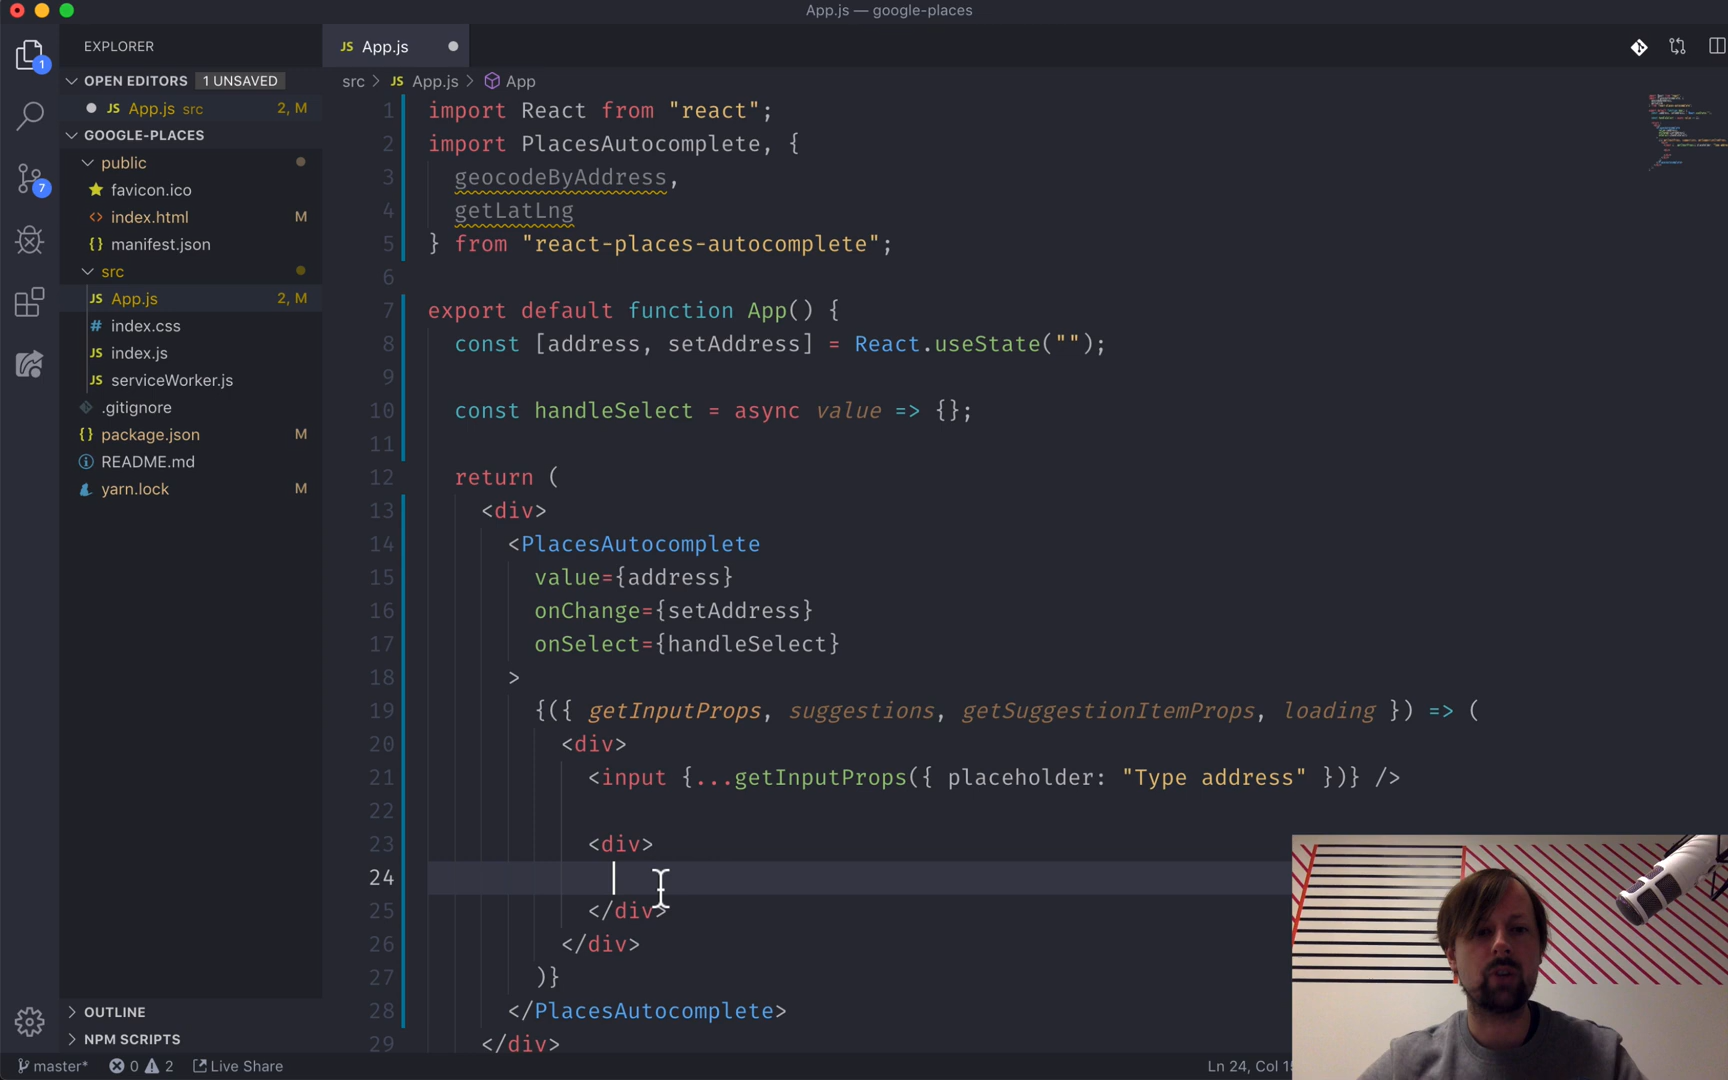 App.js — google-places
EXPLORER
OPEN EDITORS 1 UNSAVED
App.js src 2, M
GOOGLE-PLACES
public
favicon.ico
index.html M
manifest.json
src
App.js 2, M
index.css
index.js
serviceWorker.js
.gitignore
package.json M
README.md
yarn.lock M
OUTLINE
NPM SCRIPTS
1
7
JS App.js
src > JS App.js > App
1 import React from "react";
2 import PlacesAutocomplete, {
3 geocodeByAddress,
4 getLatLng
5 } from "react-places-autocomplete";
6
7 export default function App() {
8 const [address, setAddress] = React.useState("");
9
10 const handleSelect = async value => {};
11
12 return (
13 <div>
14 <PlacesAutocomplete
15 value={address}
16 onChange={setAddress}
17 onSelect={handleSelect}
18 >
19 {({ getInputProps, suggestions, getSuggestionItemProps, loading }) => (
20 <div>
21 <input {...getInputProps({ placeholder: "Type address" })} />
22
23 <div>
24
25 </div>
26 </div>
27 )}
28 </PlacesAutocomplete>
29 </div>
master* 0 2 Live Share
Ln 24, Col